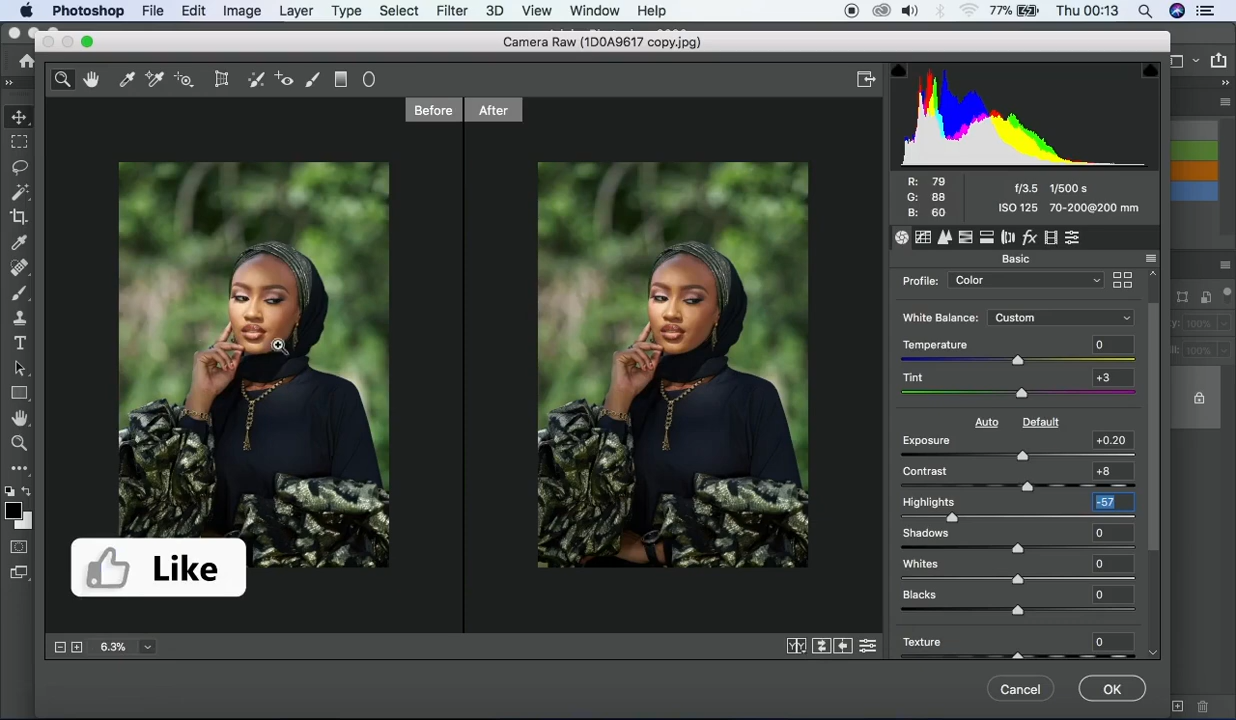 Photoshop File Edit Image Layer Type Select Filter 3D View Window Help 77% Thu 00:13
Camera Raw (1D0A9617 copy.jpg)
Before After
R: 79
G: 88
B: 60
f/3.5 1/500 s
ISO 125 70-200@200 mm
Basic
Profile: Color
White Balance: Custom
Temperature 0
Tint +3
Auto Default
Exposure +0.20
Contrast +8
Highlights -57
Shadows 0
Whites 0
Blacks 0
Texture 0
Like
6.3%
Cancel OK